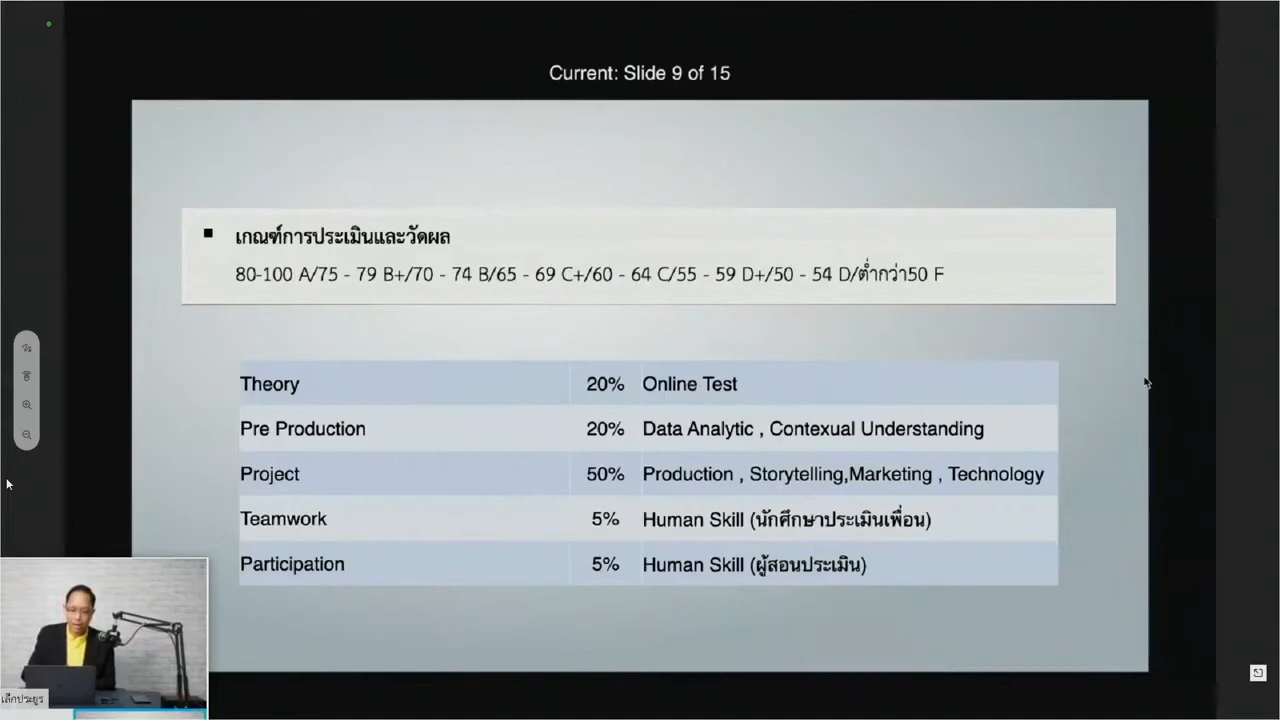 Current: Slide 9 of 15
เกณฑ์การประเมินและวัดผล
80-100 A/75 - 79 B+/70 - 74 B/65 - 69 C+/60 - 64 C/55 - 59 D+/50 - 54 D/ต่ำกว่า50 F
Theory 20% Online Test
Pre Production 20% Data Analytic , Contexual Understanding
Project 50% Production , Storytelling,Marketing , Technology
Teamwork 5% Human Skill (นักศึกษาประเมินเพื่อน)
Participation 5% Human Skill (ผู้สอนประเมิน)